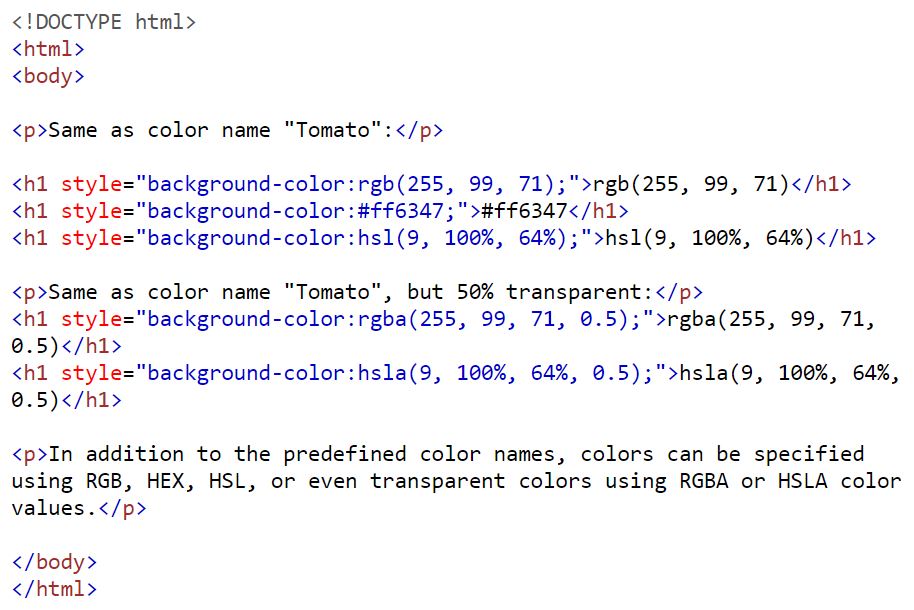 <!DOCTYPE html>
<html>
<body>
<p>Same as color name "Tomato":</p>
<h1 style="background-color:rgb(255, 99, 71);">rgb(255, 99, 71)</h1>
<h1 style="background-color:#ff6347;">#ff6347</h1>
<h1 style="background-color:hsl(9, 100%, 64%);">hsl(9, 100%, 64%)</h1>
<p>Same as color name "Tomato", but 50% transparent:</p>
<h1 style="background-color:rgba(255, 99, 71, 0.5);">rgba(255, 99, 71,
0.5)</h1>
<h1 style="background-color:hsla(9, 100%, 64%, 0.5);">hsla(9, 100%, 64%,
0.5)</h1>
<p>In addition to the predefined color names, colors can be specified
using RGB, HEX, HSL, or even transparent colors using RGBA or HSLA color
values.</p>
</body>
</html>